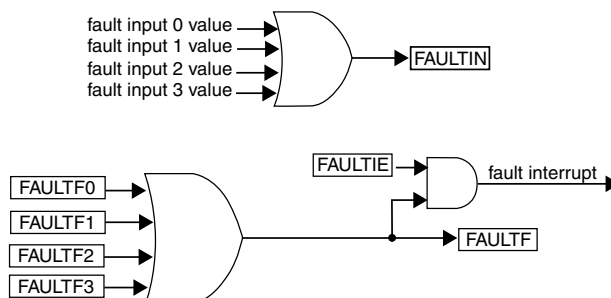 fault input 0 value
fault input 1 value
fault input 2 value
fault input 3 value
FAULTIN
FAULTIE
fault interrupt
FAULTF0
FAULTF1
FAULTF2
FAULTF3
FAULTF